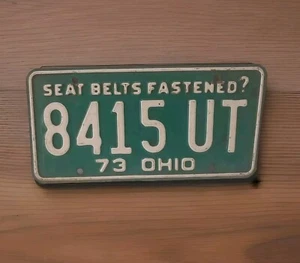 SEAT BELTS FASTENED?
8415 UT
73 OHIO